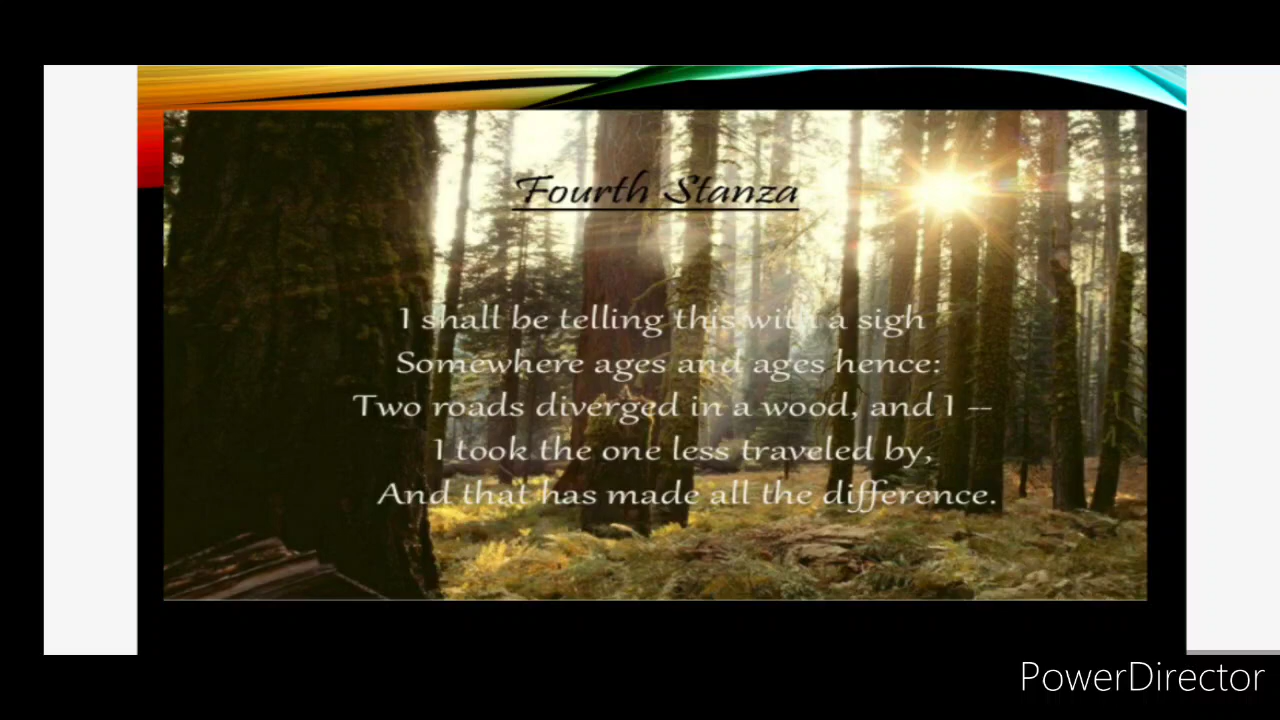 Fourth Stanza
I shall be telling this with a sigh
Somewhere ages and ages hence:
Two roads diverged in a wood, and I --
I took the one less traveled by,
And that has made all the difference.
PowerDirector